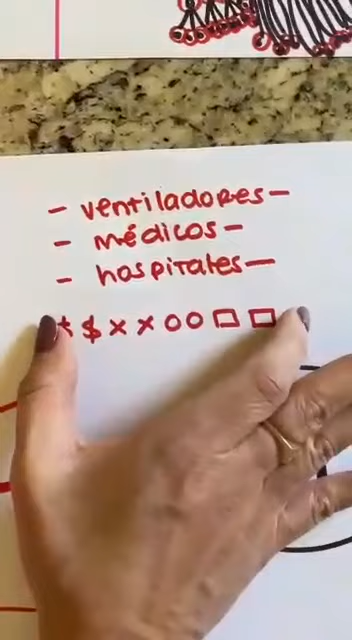 - ventiladores -
- médicos -
- hospitales -
$ $ x x o o □ □